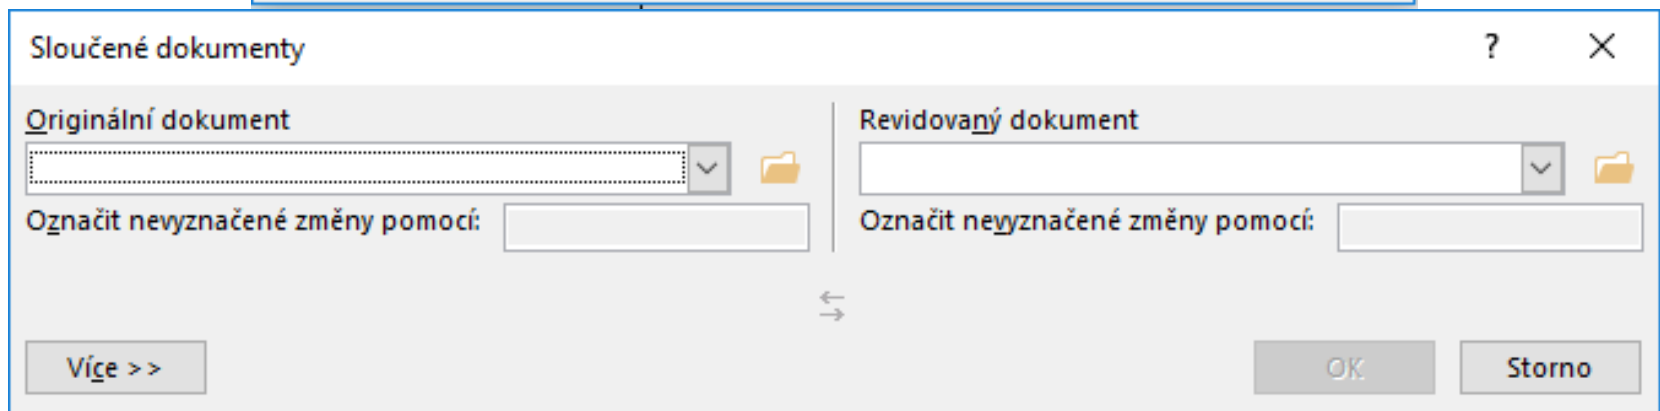 Sloučené dokumenty ?
Originální dokument
Označit nevyznačené změny pomocí:
Revidovaný dokument
Označit nevyznačené změny pomocí:
Více >>
OK
Storno